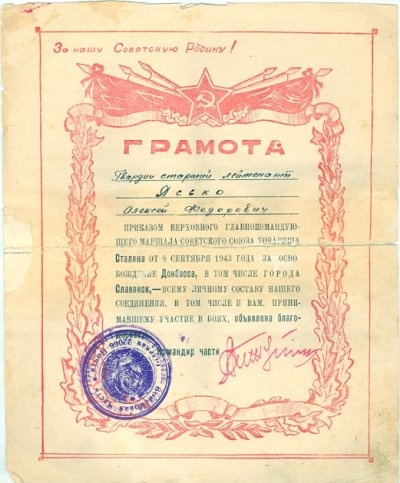 За нашу Советскую Родину!
ГРАМОТА
Гвардии старший лейтенант
Ясько
Алексей Федорович
ПРИКАЗОМ ВЕРХОВНОГО ГЛАВНОКОМАНДУЮ-
ЩЕГО МАРШАЛА СОВЕТСКОГО СОЮЗА ТОВАРИЩА
Сталина ОТ 8 СЕНТЯБРЯ 1943 ГОДА ЗА ОСВО
БОЖДЕНИЕ Донбасса, В ТОМ ЧИСЛЕ ГОРОДА
Славянск,—ВСЕМУ ЛИЧНОМУ СОСТАВУ НАШЕГО
СОЕДИНЕНИЯ, В ТОМ ЧИСЛЕ И ВАМ, ПРИНИ-
МАВШЕМУ УЧАСТИЕ В БОЯХ, объявлена благо-
Командир части